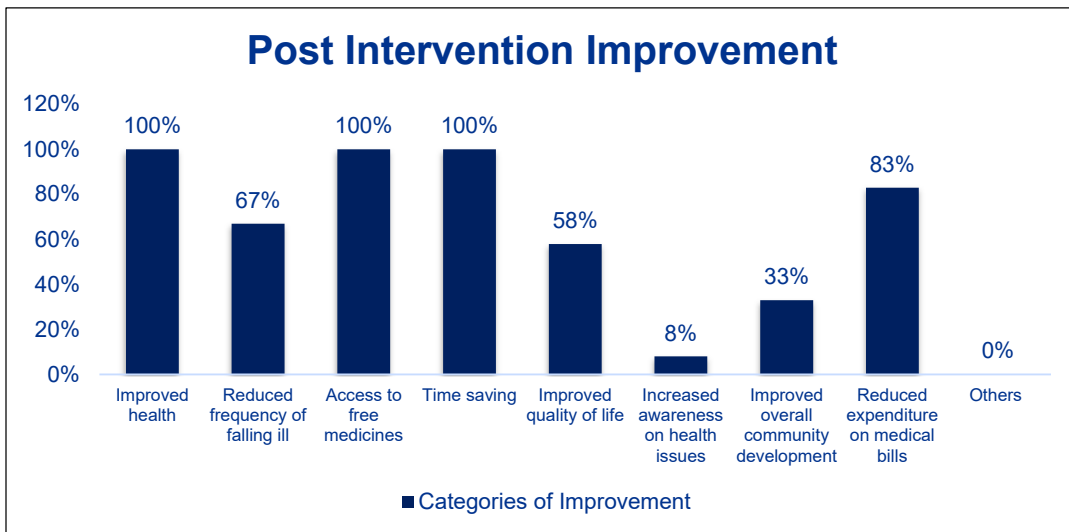 Post Intervention Improvement
120%
100%
80%
60%
40%
20%
0%
100%
67%
100%
100%
58%
8%
33%
83%
0%
Improved
health
Reduced
frequency of
falling ill
Access to
free
medicines
Time saving
Improved
quality of life
Increased
awareness
on health
issues
Improved
overall
community
development
Reduced
expenditure
on medical
bills
Others
Categories of Improvement